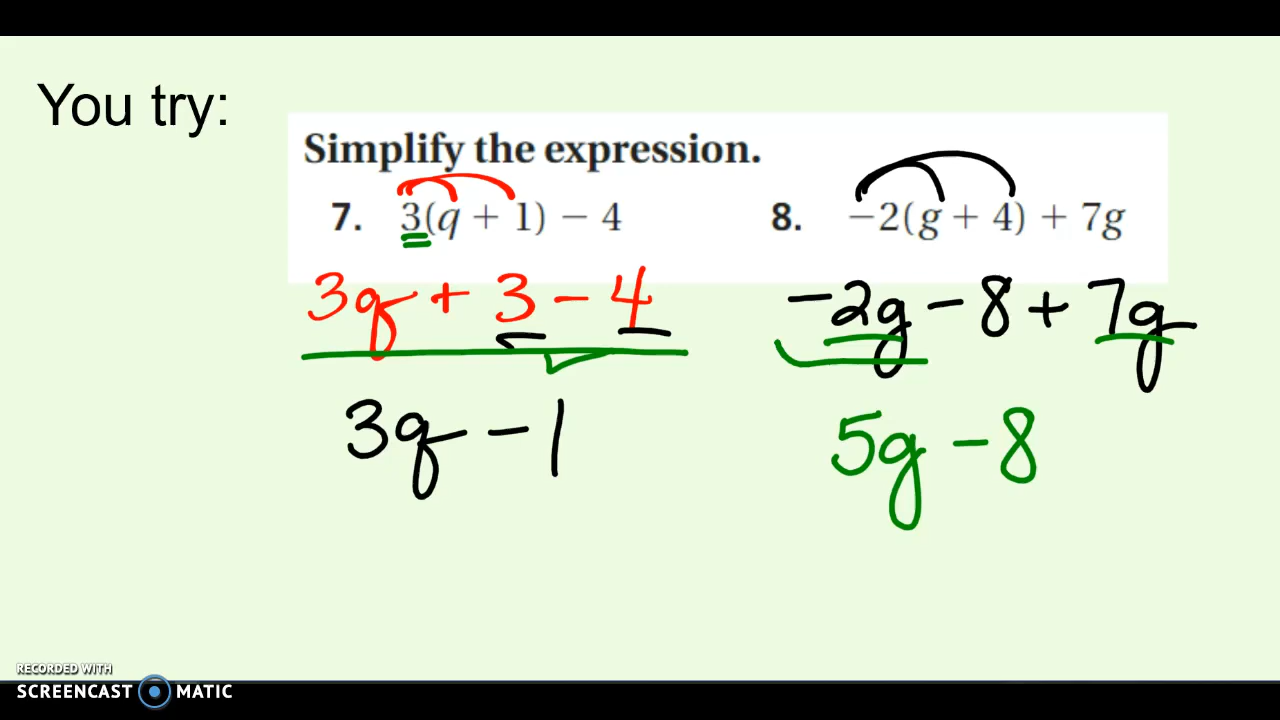 You try:
Simplify the expression.
7. 3(q + 1) − 4
8. −2(g + 4) + 7g
3q + 3 − 4
−2g − 8 + 7g
3q − 1
5g − 8
RECORDED WITH
SCREENCAST MATIC